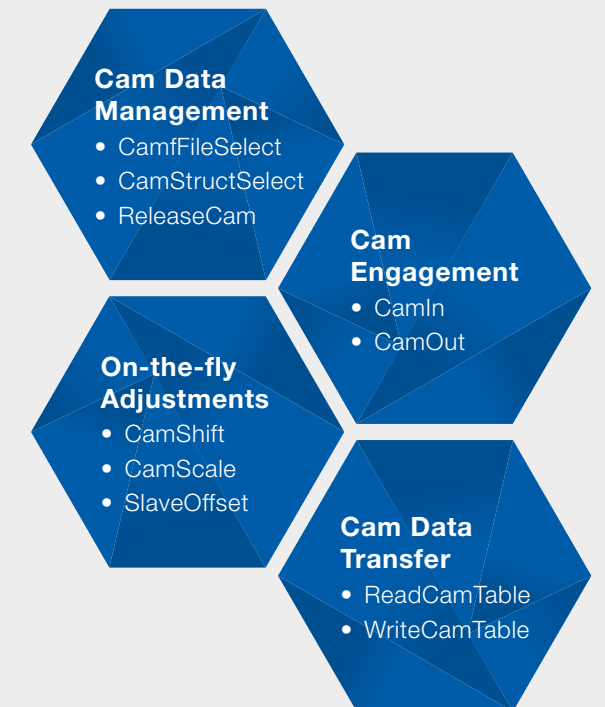 Cam Data
Management
• CamfFileSelect
• CamStructSelect
• ReleaseCam
Cam
Engagement
• CamIn
• CamOut
On-the-fly
Adjustments
• CamShift
• CamScale
• SlaveOffset
Cam Data
Transfer
• ReadCamTable
• WriteCamTable